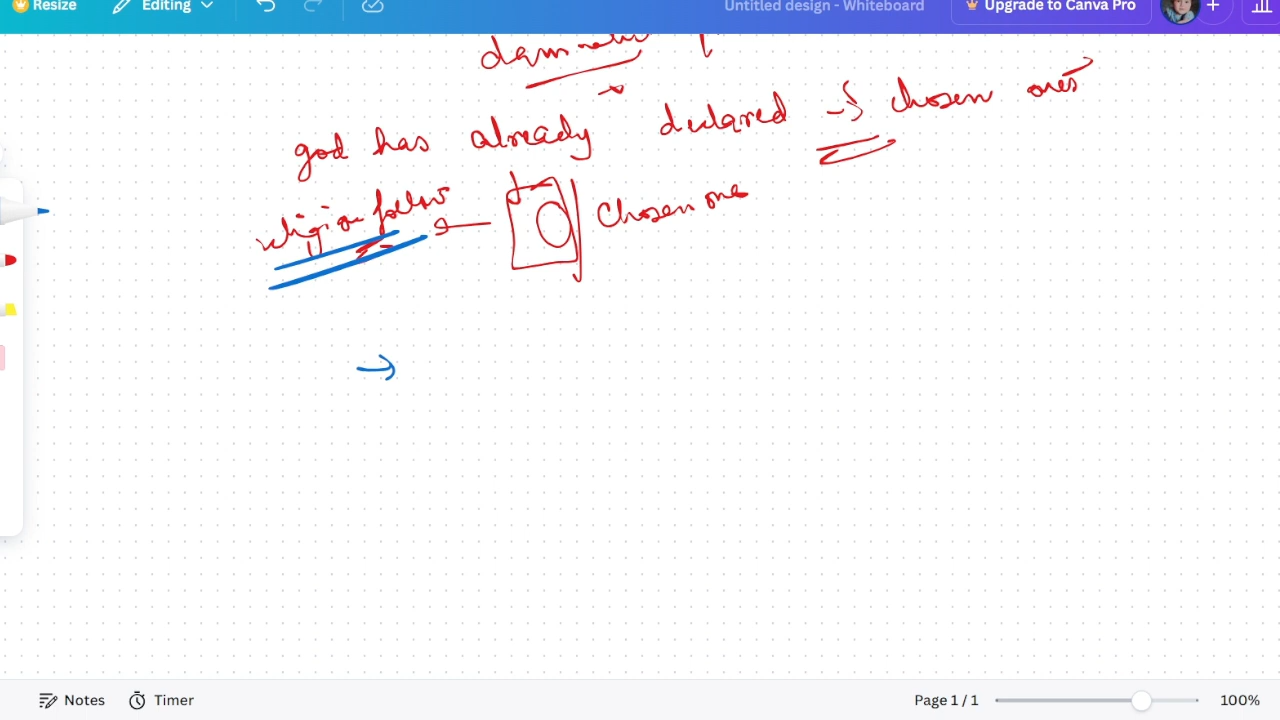 Resize Editing Untitled design - Whiteboard Upgrade to Canva Pro
god has already declared → chosen ones
religion follow ← Chosen one
→
Notes Timer Page 1 / 1 100%